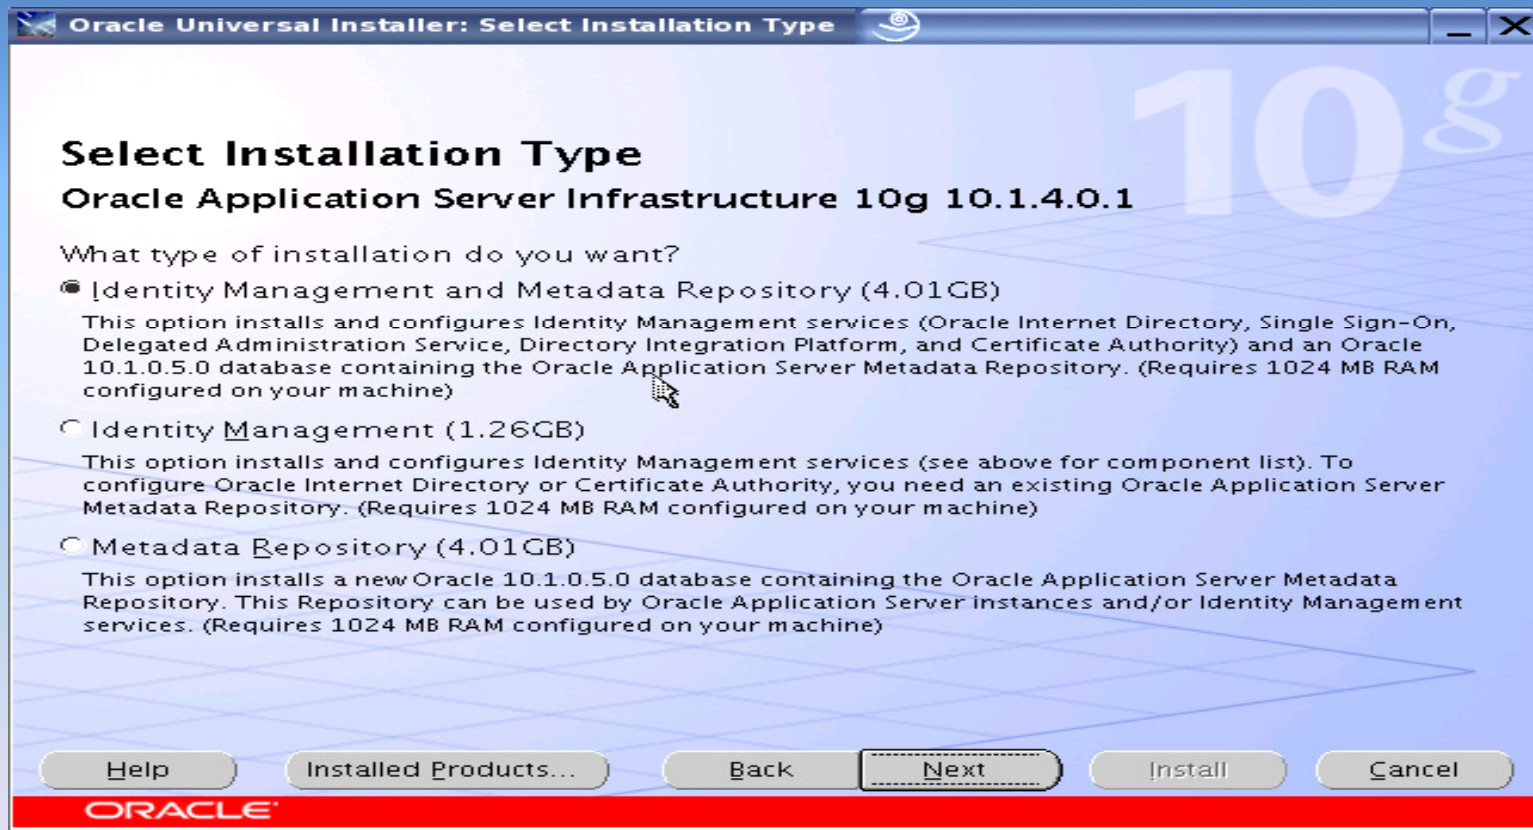 Oracle Universal Installer: Select Installation Type
10g
Select Installation Type
Oracle Application Server Infrastructure 10g 10.1.4.0.1
What type of installation do you want?
Identity Management and Metadata Repository (4.01GB)
This option installs and configures Identity Management services (Oracle Internet Directory, Single Sign-On,
Delegated Administration Service, Directory Integration Platform, and Certificate Authority) and an Oracle
10.1.0.5.0 database containing the Oracle Application Server Metadata Repository. (Requires 1024 MB RAM
configured on your machine)
Identity Management (1.26GB)
This option installs and configures Identity Management services (see above for component list). To
configure Oracle Internet Directory or Certificate Authority, you need an existing Oracle Application Server
Metadata Repository. (Requires 1024 MB RAM configured on your machine)
Metadata Repository (4.01GB)
This option installs a new Oracle 10.1.0.5.0 database containing the Oracle Application Server Metadata
Repository. This Repository can be used by Oracle Application Server instances and/or Identity Management
services. (Requires 1024 MB RAM configured on your machine)
Help Installed Products... Back Next Install Cancel
ORACLE